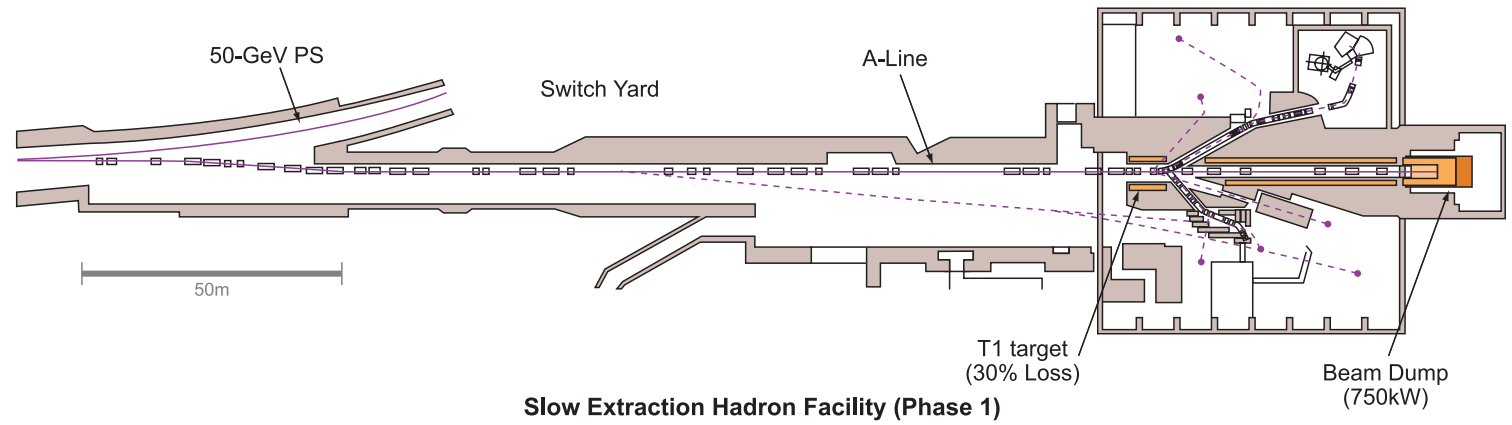 50-GeV PS
Switch Yard
A-Line
50m
T1 target
(30% Loss)
Beam Dump
(750kW)
Slow Extraction Hadron Facility (Phase 1)